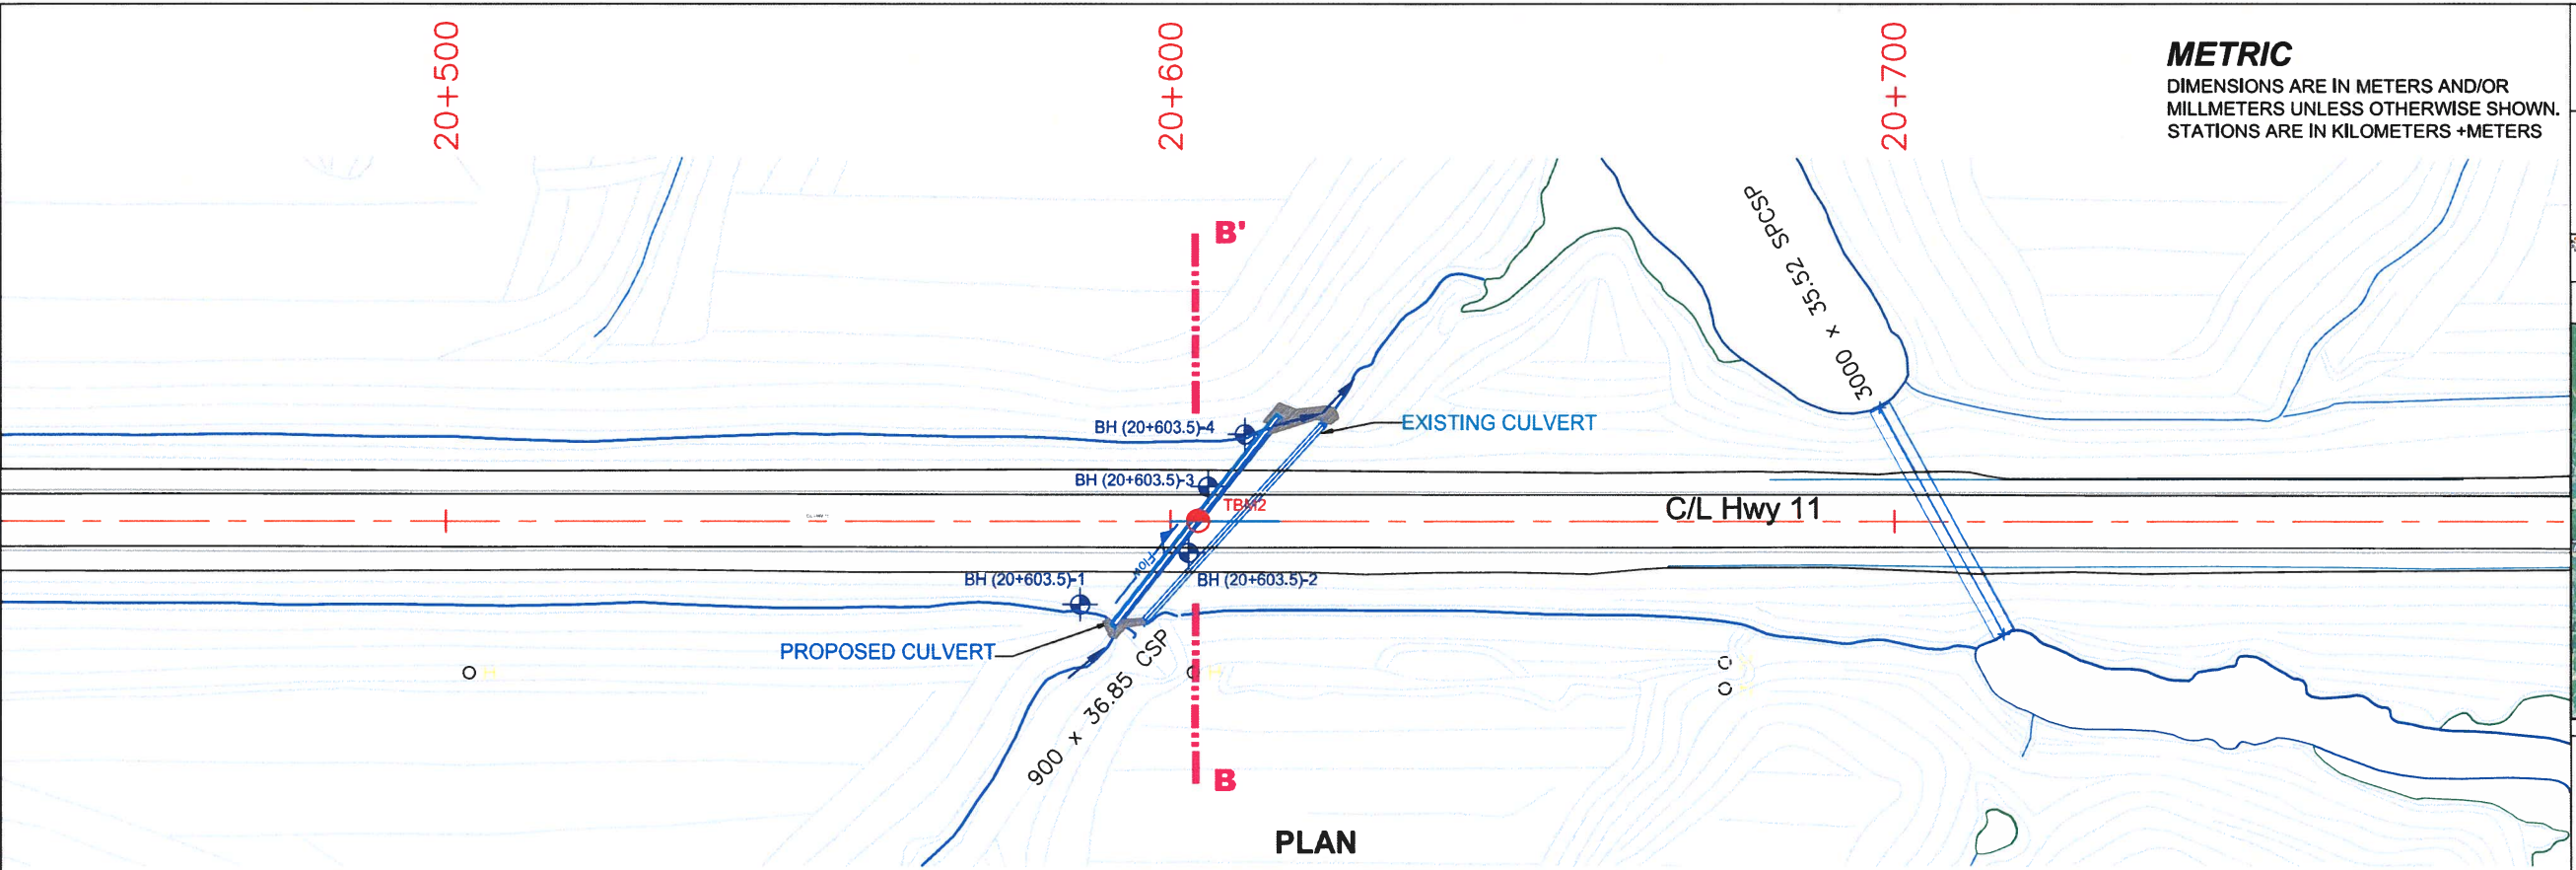 20+500
20+600
20+700
METRIC
DIMENSIONS ARE IN METERS AND/OR
MILLMETERS UNLESS OTHERWISE SHOWN.
STATIONS ARE IN KILOMETERS +METERS
B'
3000 x 35.52 SPCSP
BH (20+603.5)-4
EXISTING CULVERT
BH (20+603.5)-3
TBM2
C/L Hwy 11
Flow
BH (20+603.5)-1
BH (20+603.5)-2
PROPOSED CULVERT
900 x 36.85 CSP
B
PLAN